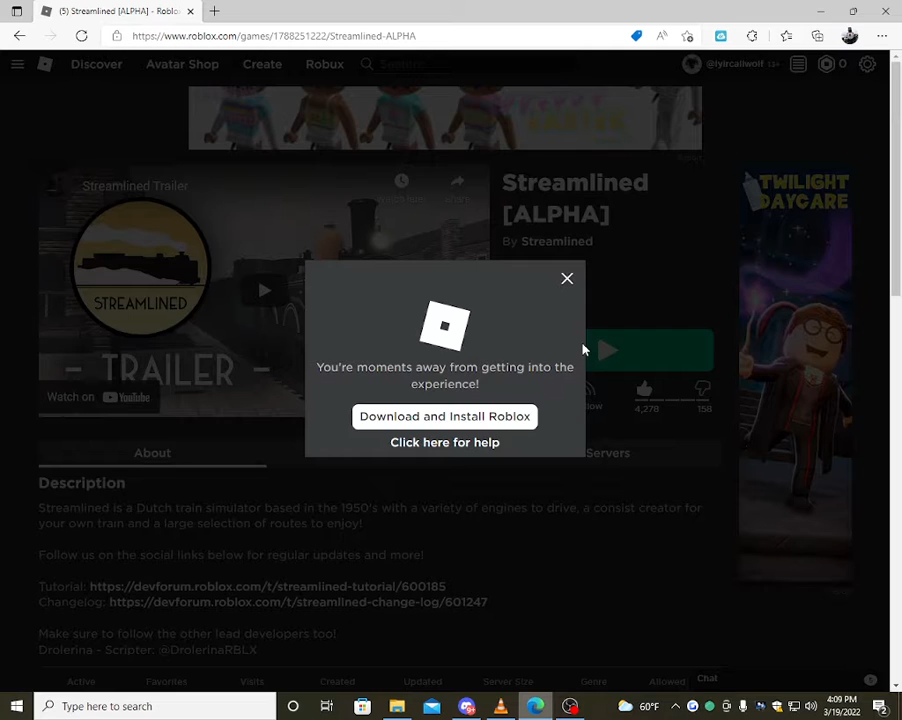 (5) Streamlined [ALPHA] - Roblo
https://www.roblox.com/games/1788251222/Streamlined-ALPHA
Discover Avatar Shop Create Robux @iyircallwolf 13+ 0
Streamlined Trailer
Streamlined
[ALPHA]
By Streamlined
TWILIGHT
DAYCARE
STREAMLINED
- TRAILER -
Watch on YouTube
You're moments away from getting into the
experience!
Download and Install Roblox
Click here for help
4,278 158
About Servers
Description
Streamlined is a Dutch train simulator based in the 1950's with a variety of engines to drive, a consist creator for
your own train and a large selection of routes to enjoy!
Follow us on the social links below for regular updates and more!
Tutorial: https://devforum.roblox.com/t/streamlined-tutorial/600185
Changelog: https://devforum.roblox.com/t/streamlined-change-log/601247
Make sure to follow the other lead developers too!
Drolerina - Scripter: @DrolerinaRBLX
Active Favorites Visits Created Updated Server Size Genre Allowed
Chat
Type here to search
60°F
4:09 PM
3/19/2022
2